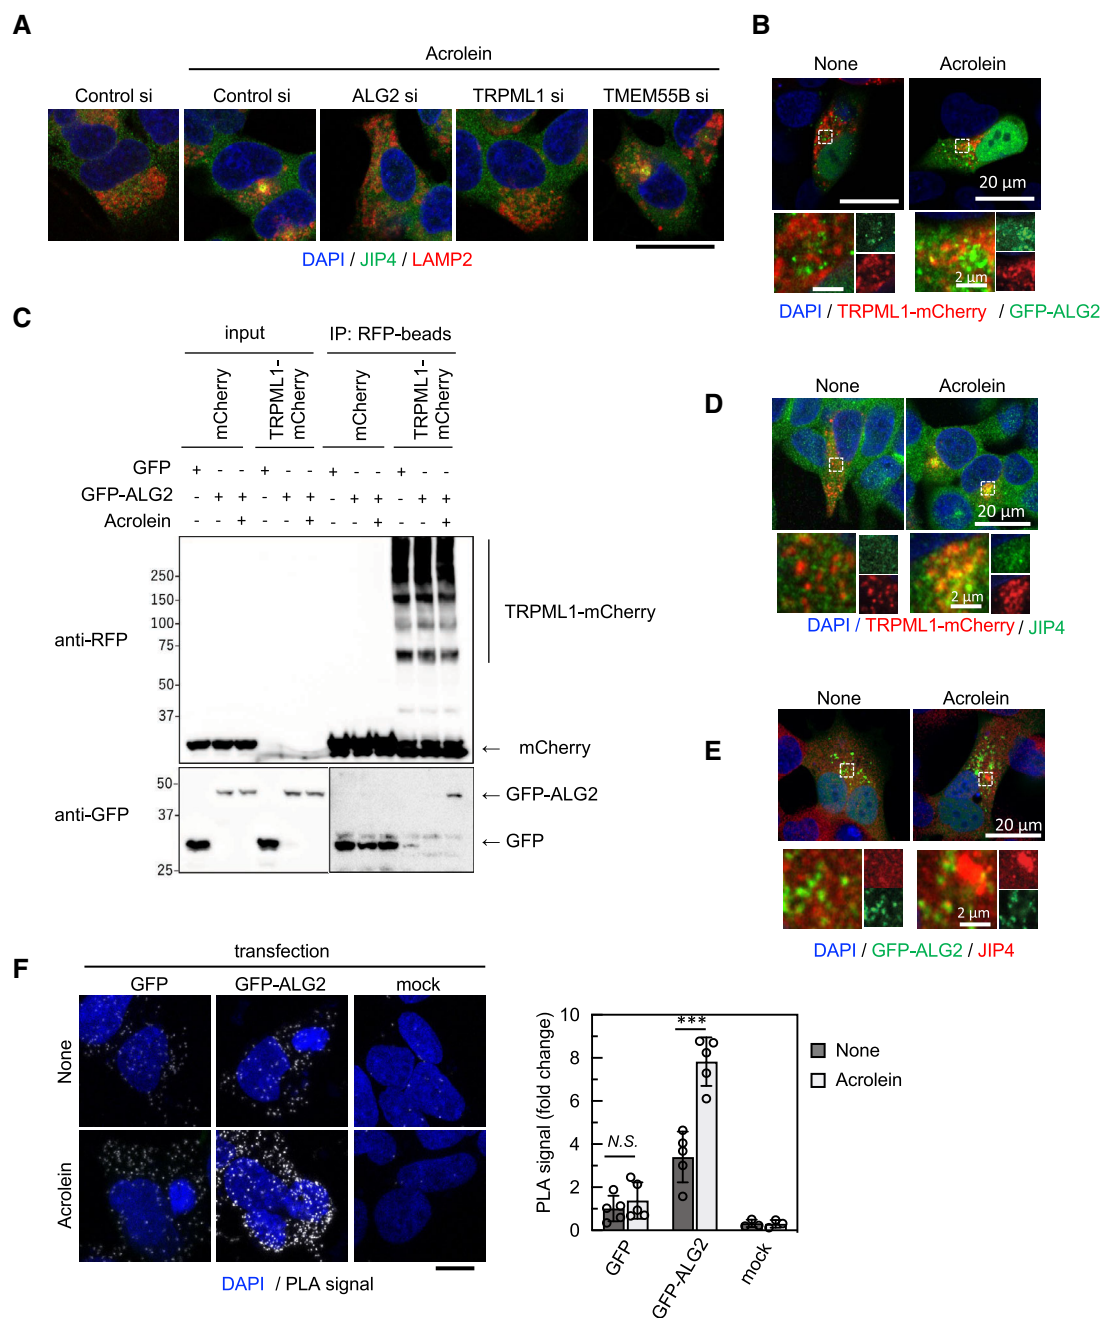 A
Acrolein
Control si
Control si
ALG2 si
TRPML1 si
TMEM55B si
DAPI / JIP4 / LAMP2
B
None
Acrolein
20 µm
2 µm
DAPI / TRPML1-mCherry / GFP-ALG2
C
input
IP: RFP-beads
mCherry
TRPML1-mCherry
mCherry
TRPML1-mCherry
GFP + - - + - - + - - + - -
GFP-ALG2 - + + - + + - + + - + +
Acrolein - - + - - + - - + - - +
anti-RFP
250
150
100
75
50
37
TRPML1-mCherry
← mCherry
anti-GFP
50
37
25
← GFP-ALG2
← GFP
D
None
Acrolein
20 µm
2 µm
DAPI / TRPML1-mCherry / JIP4
E
None
Acrolein
20 µm
2 µm
DAPI / GFP-ALG2 / JIP4
F
transfection
GFP
GFP-ALG2
mock
None
Acrolein
DAPI / PLA signal
PLA signal (fold change)
10
8
6
4
2
0
N.S.
***
GFP
GFP-ALG2
mock
None
Acrolein